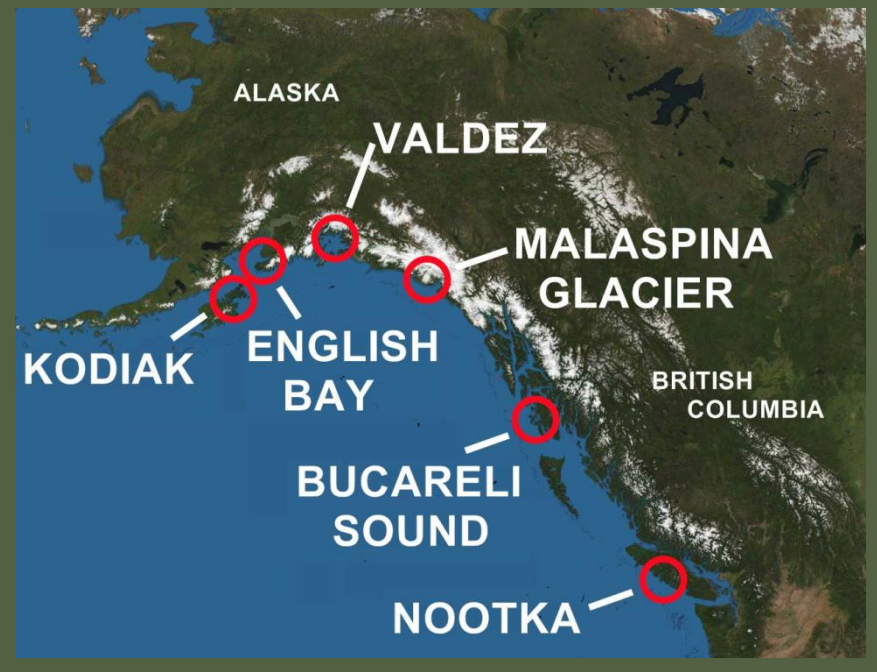 ALASKA
VALDEZ
MALASPINA
GLACIER
KODIAK
ENGLISH
BAY
BRITISH
COLUMBIA
BUCARELI
SOUND
NOOTKA